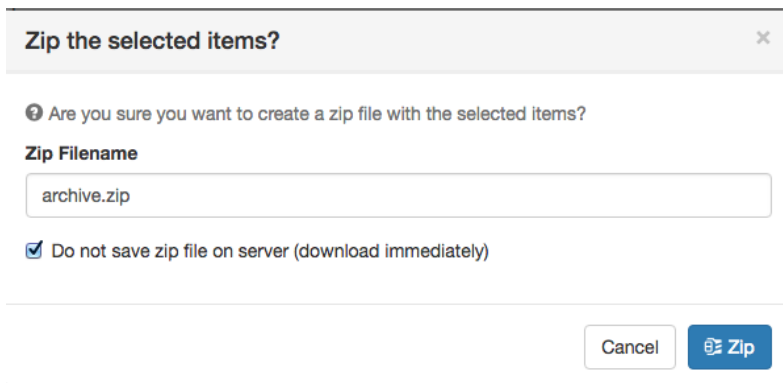 Zip the selected items?
×
Are you sure you want to create a zip file with the selected items?
Zip Filename
archive.zip
Do not save zip file on server (download immediately)
Cancel
Zip